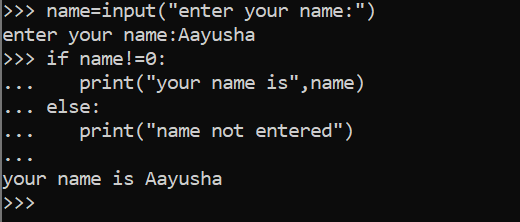 >>> name=input("enter your name:")
enter your name:Aayusha
>>> if name!=0:
...    print("your name is",name)
... else:
...    print("name not entered")
...
your name is Aayusha
>>>